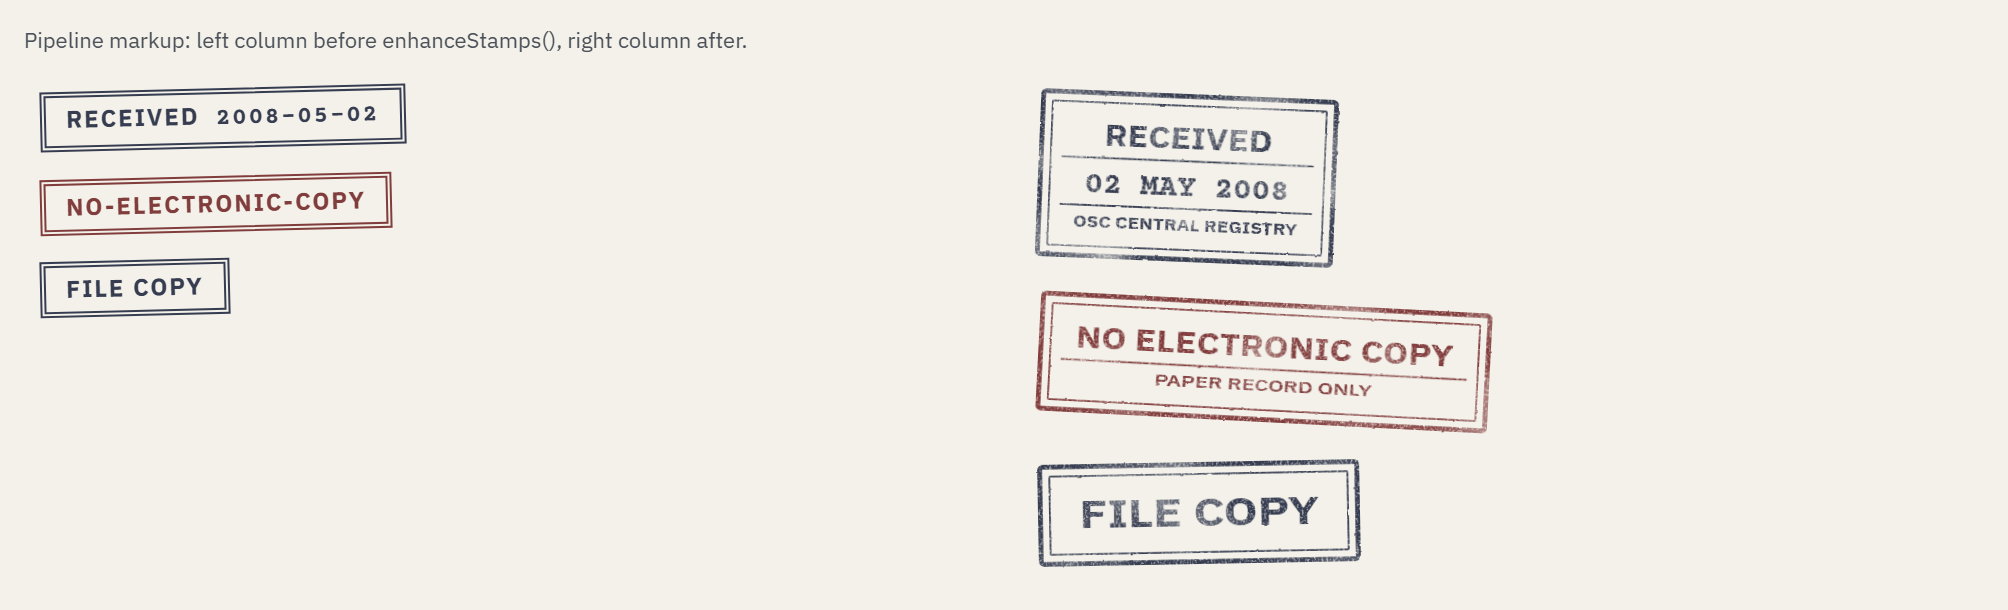 Pipeline markup: left column before enhanceStamps(), right column after.
RECEIVED 2008-05-02
NO-ELECTRONIC-COPY
FILE COPY
RECEIVED
02 MAY 2008
OSC CENTRAL REGISTRY
NO ELECTRONIC COPY
PAPER RECORD ONLY
FILE COPY